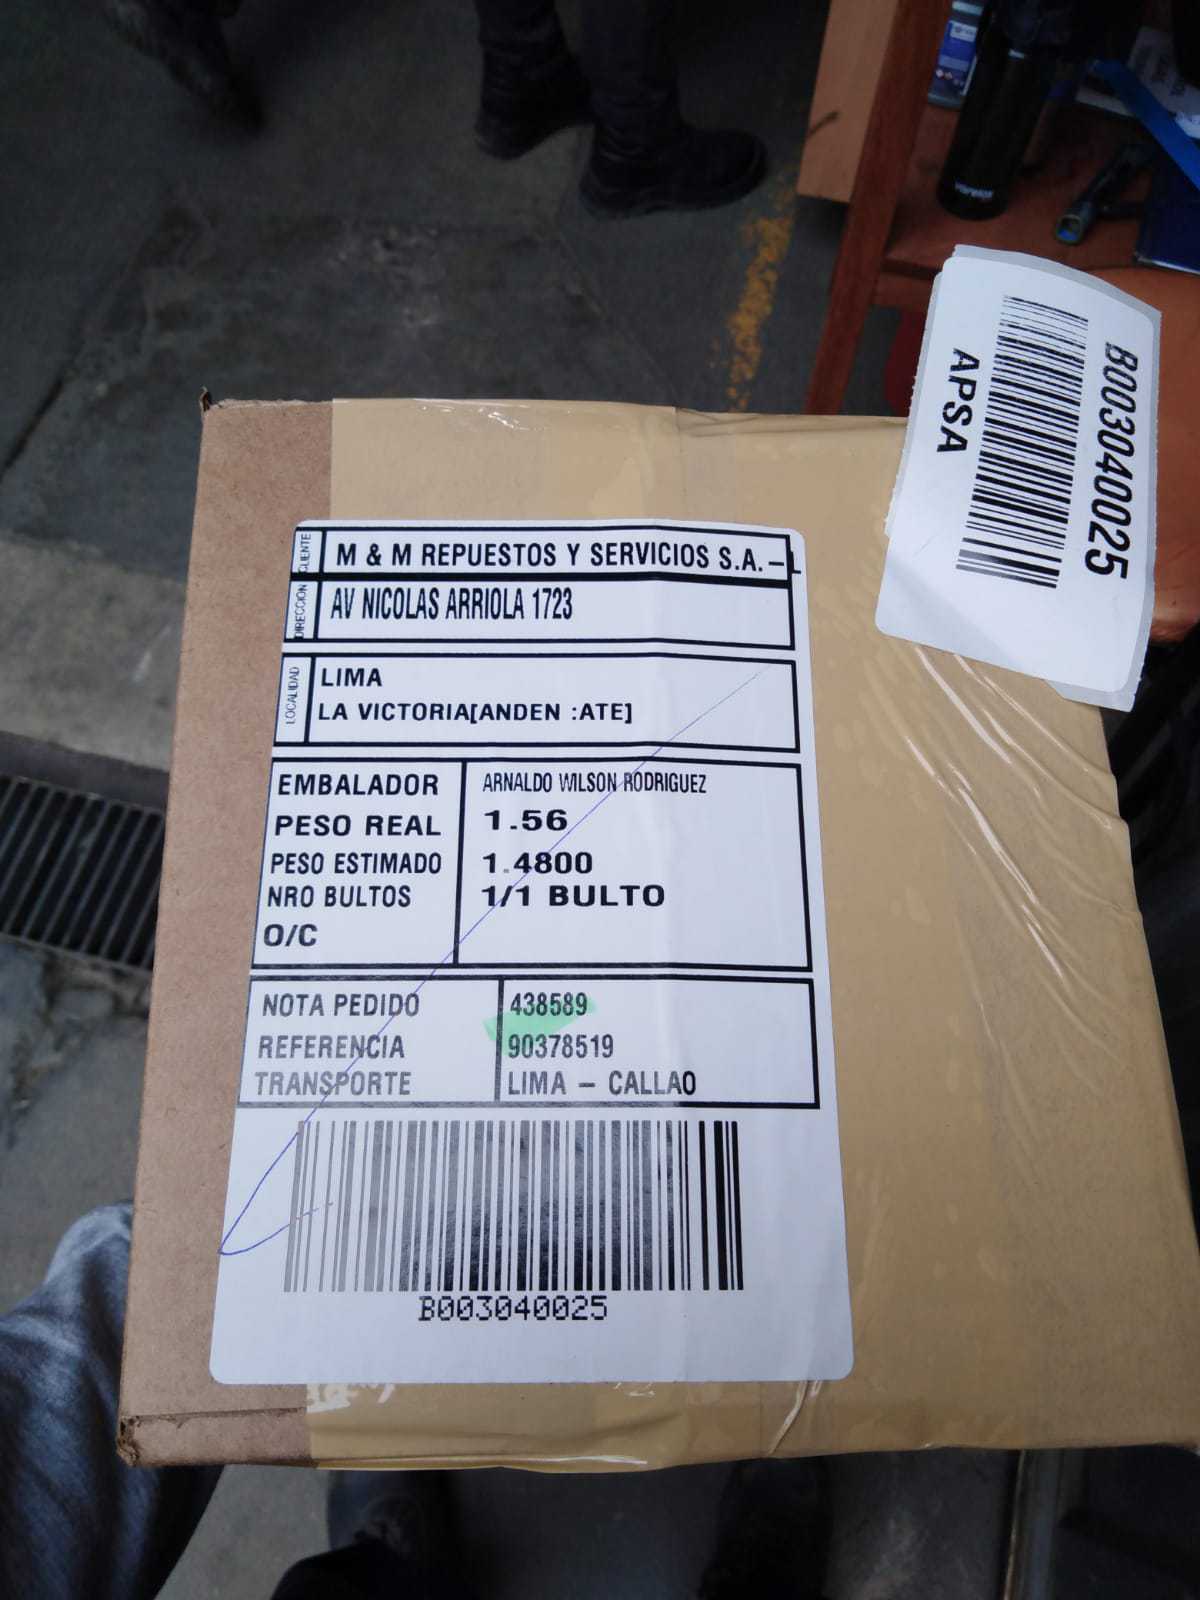 B003040025
APSA
CLIENTE
M & M REPUESTOS Y SERVICIOS S.A. –
DIRECCIÓN
AV NICOLAS ARRIOLA 1723
LOCALIDAD
LIMA
LA VICTORIA[ANDEN :ATE]
EMBALADOR ARNALDO WILSON RODRIGUEZ
PESO REAL 1.56
PESO ESTIMADO 1.4800
NRO BULTOS 1/1 BULTO
O/C
NOTA PEDIDO 438589
REFERENCIA 90378519
TRANSPORTE LIMA – CALLAO
B003040025